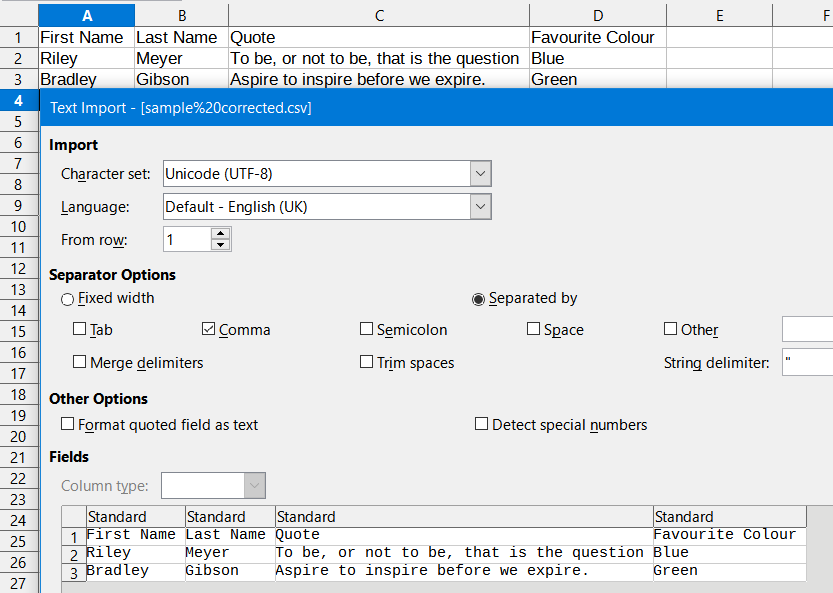 A B C D E F
1 First Name Last Name Quote Favourite Colour
2 Riley Meyer To be, or not to be, that is the question Blue
3 Bradley Gibson Aspire to inspire before we expire. Green
4 Text Import - [sample%20corrected.csv]
5
6 Import
7 Character set: Unicode (UTF-8)
8
9 Language: Default - English (UK)
10
11 From row: 1
12 Separator Options
13 Fixed width Separated by
14
15 Tab Comma Semicolon Space Other
16
17 Merge delimiters Trim spaces String delimiter: "
18
19 Other Options
20 Format quoted field as text Detect special numbers
21 Fields
22
23 Column type:
24 Standard Standard Standard Standard
25 1 First Name Last Name Quote Favourite Colour
26 2 Riley Meyer To be, or not to be, that is the question Blue
27 3 Bradley Gibson Aspire to inspire before we expire. Green